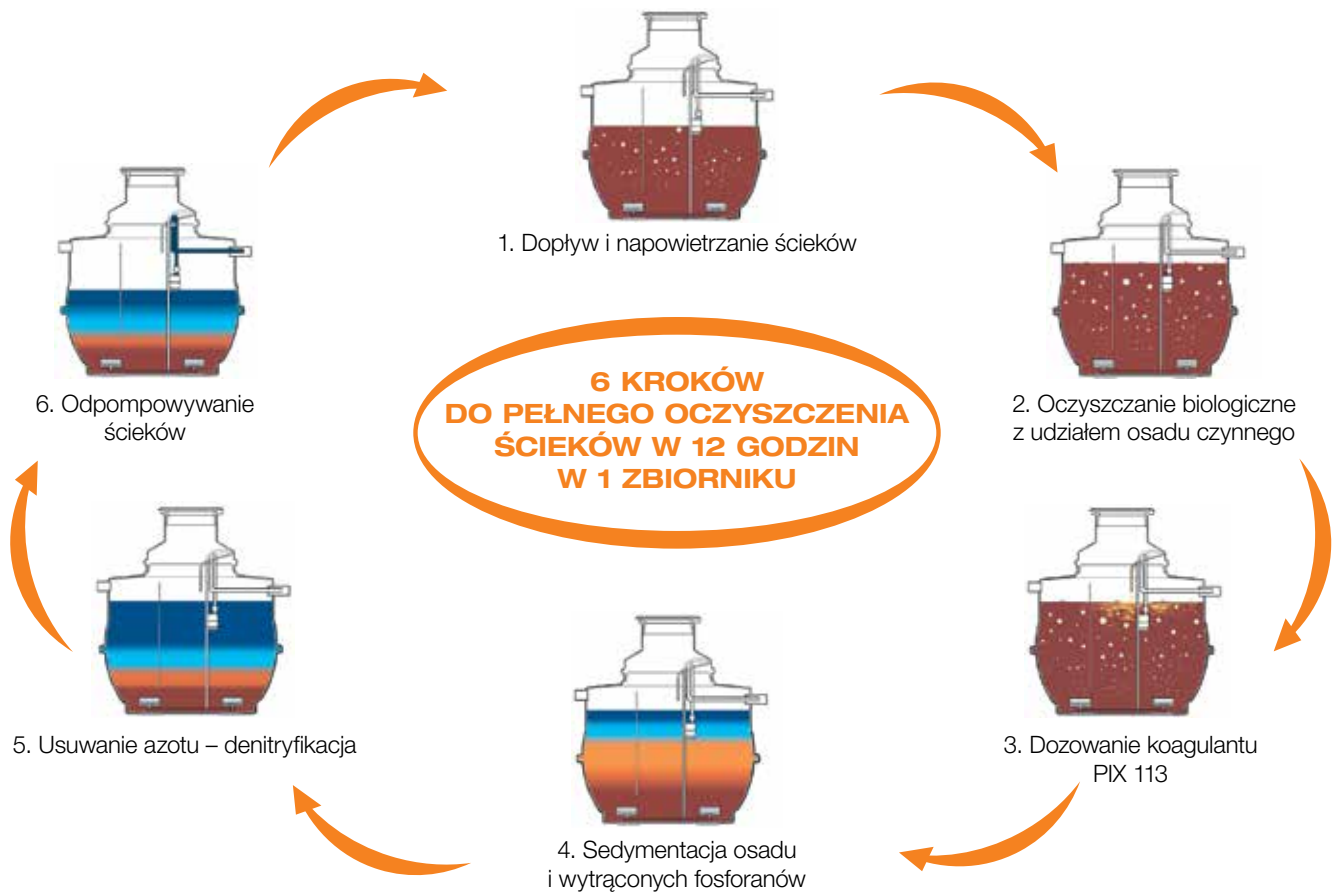 1. Dopływ i napowietrzanie ścieków
2. Oczyszczanie biologiczne
z udziałem osadu czynnego
3. Dozowanie koagulantu
PIX 113
4. Sedymentacja osadu
i wytrąconych fosforanów
5. Usuwanie azotu – denitryfikacja
6. Odpompowywanie
ścieków
6 KROKÓW
DO PEŁNEGO OCZYSZCZENIA
ŚCIEKÓW W 12 GODZIN
W 1 ZBIORNIKU